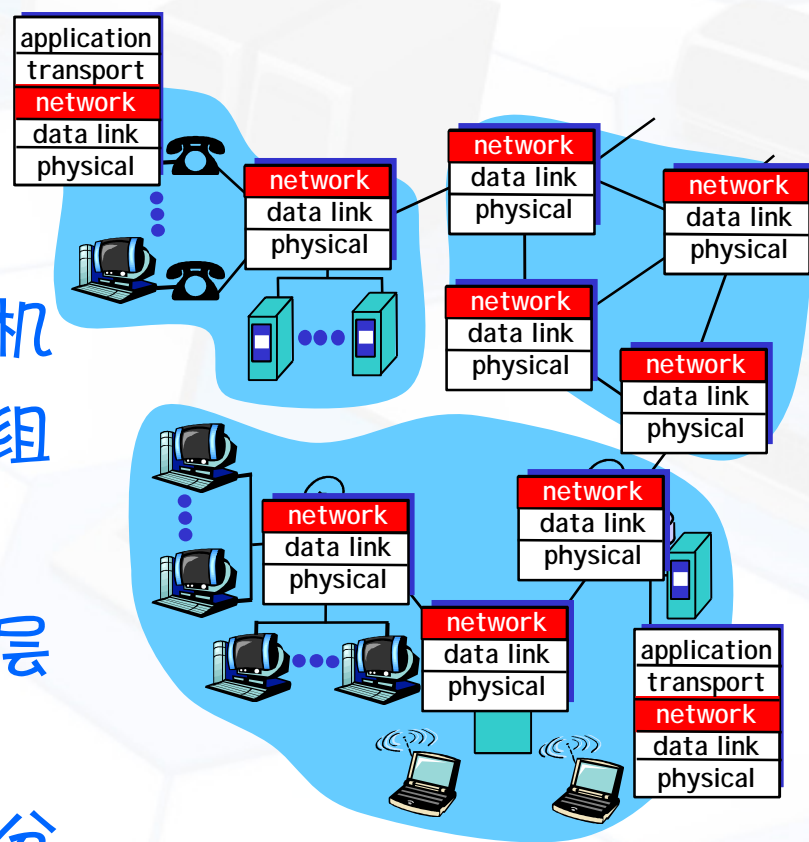 application
transport
network
data link
physical
network
data link
physical
network
data link
physical
network
data link
physical
network
data link
physical
network
data link
physical
机
组
层
network
data link
physical
network
data link
physical
network
data link
physical
application
transport
network
data link
physical